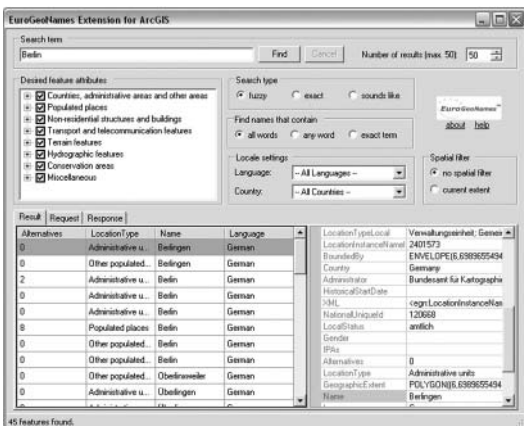 EuroGeoNames Extension for ArcGIS
Search term
Berlin
Find
Cancel
Number of results (max. 50):
50
Desired feature attributes
Countries, administrative areas and other areas
Populated places
Non-residential structures and buildings
Transport and telecommunication features
Terrain features
Hydrographic features
Conservation areas
Miscellaneous
Search type
fuzzy
exact
sounds like
Find names that contain
all words
any word
exact term
Locale settings
Language:
-- All Languages --
Country:
-- All Countries --
EuroGeoNames
about
help
Spatial filter
no spatial filter
current extent
Result
Request
Response
Alternatives LocationType Name Language
0 Administrative u... Berlingen German
0 Other populated... Berlingen German
2 Administrative u... Berlin German
0 Administrative u... Berlin German
0 Administrative u... Berlin German
8 Populated places Berlin German
0 Other populated... Berlin German
0 Other populated... Oberlinxweiler German
0 Administrative u... Überlingen German
0 Other populated... Berlin German
LocationTypeLocal Verwaltungseinheit; Gemein
LocationInstanceNameI 2401573
BoundedBy ENVELOPE(6,6989655494
Country Germany
Administrator Bundesamt für Kartographie
HistoricalStartDate
XML <egn:LocationInstanceNam
NationalUniqueId 120668
LocalStatus amtlich
Gender
IPAs
Alternatives 0
LocationType Administrative units
GeographicExtent POLYGON((6,6989655494
Name Berlingen
45 features found.